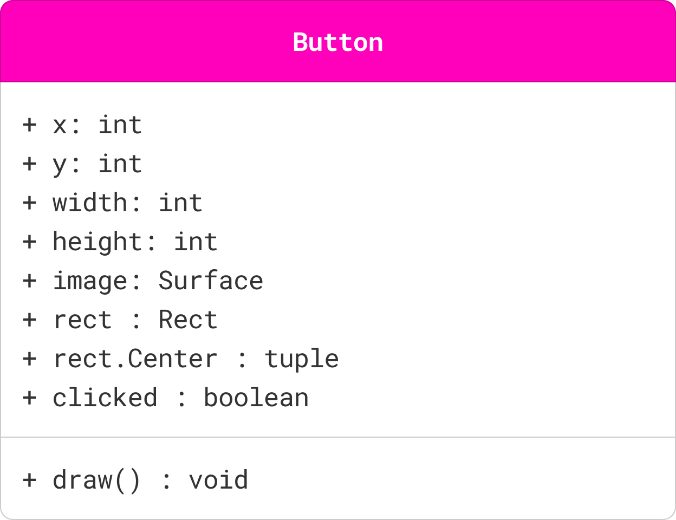 Button
+ x: int
+ y: int
+ width: int
+ height: int
+ image: Surface
+ rect : Rect
+ rect.Center : tuple
+ clicked : boolean
+ draw() : void